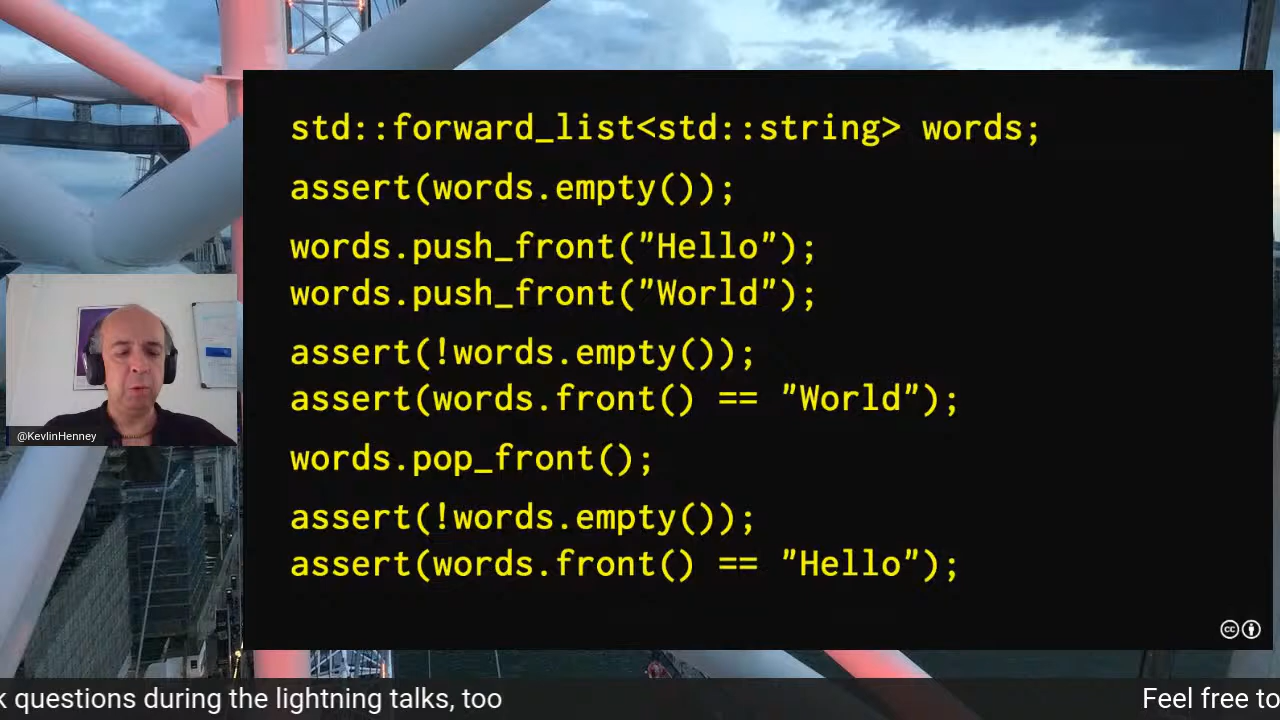 std::forward_list<std::string> words;
assert(words.empty());
words.push_front("Hello");
words.push_front("World");
assert(!words.empty());
assert(words.front() == "World");
words.pop_front();
assert(!words.empty());
assert(words.front() == "Hello");
@KevlinHenney
cc
k questions during the lightning talks, too
Feel free to